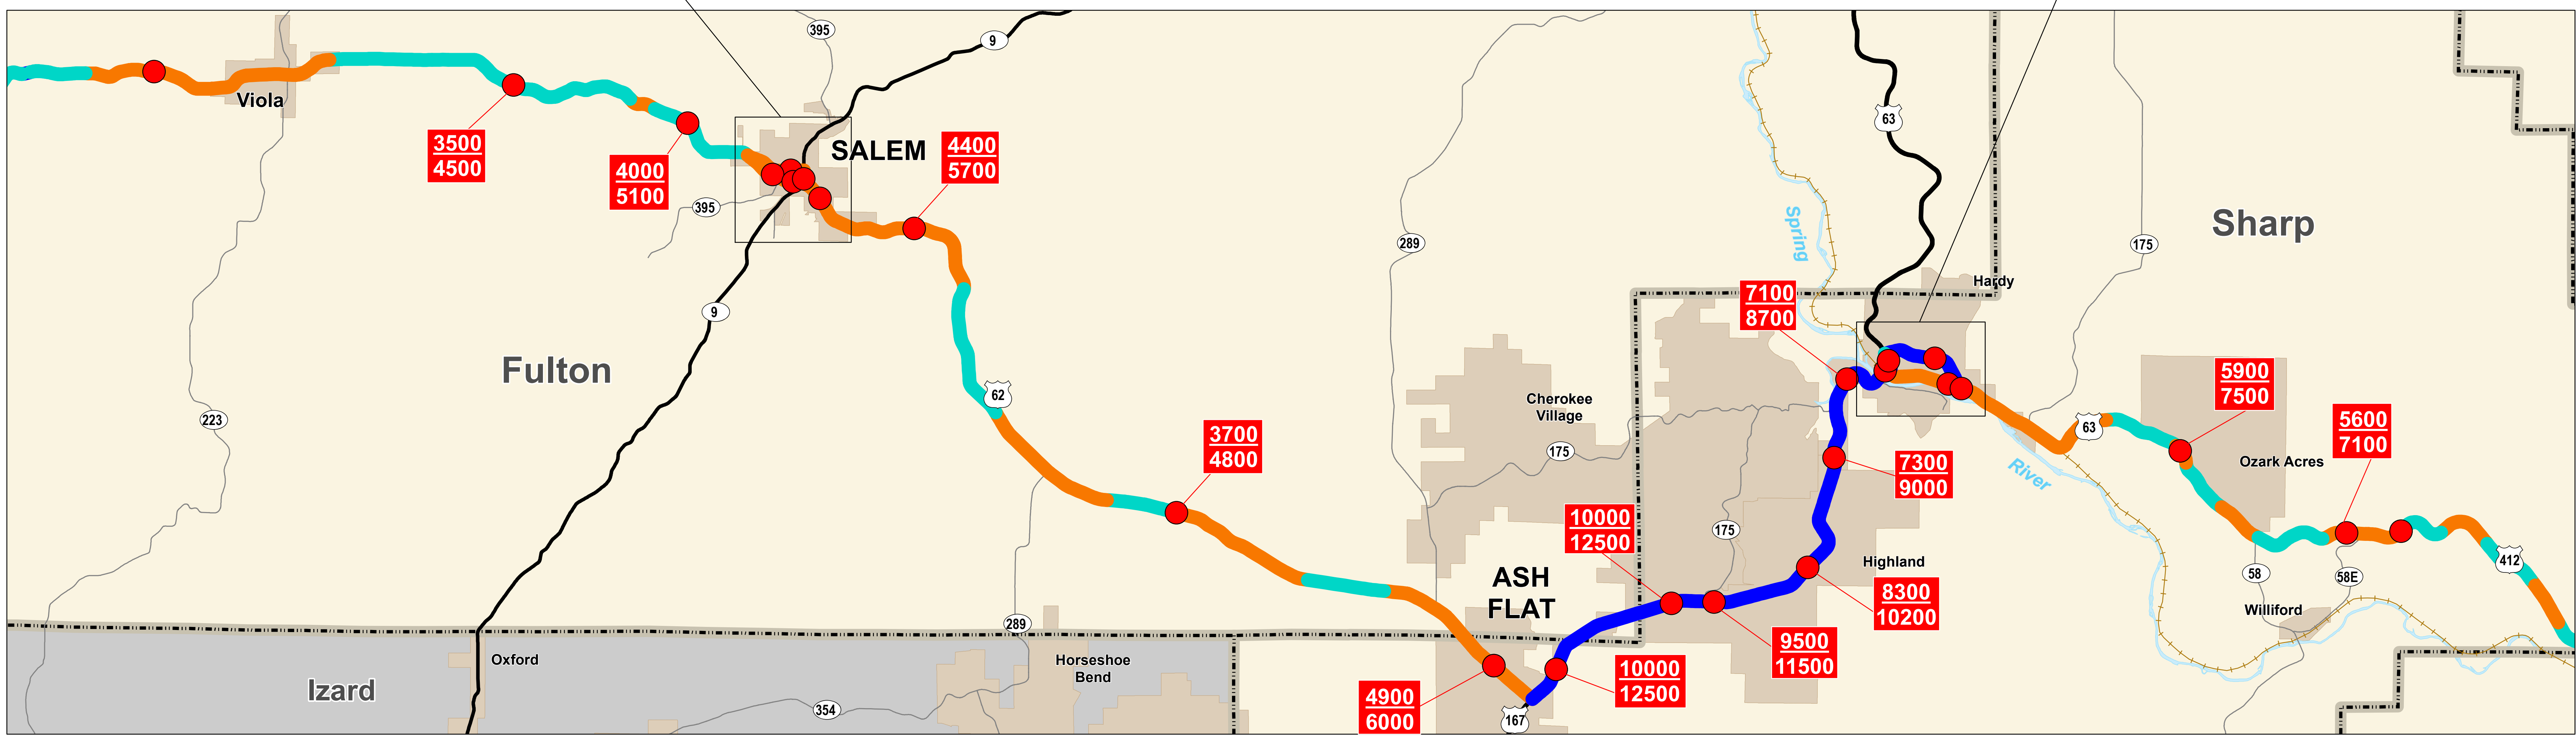 395
9
63
Viola
3500
4500
4000
5100
SALEM
4400
5700
395
Spring
289
175
Sharp
Hardy
7100
8700
9
Fulton
62
223
Cherokee
Village
175
3700
4800
7300
9000
63
5900
7500
5600
7100
Ozark Acres
River
10000
12500
175
Highland
ASH
FLAT
8300
10200
58
58E
412
Williford
289
Oxford
Horseshoe
Bend
9500
11500
10000
12500
Izard
354
4900
6000
167